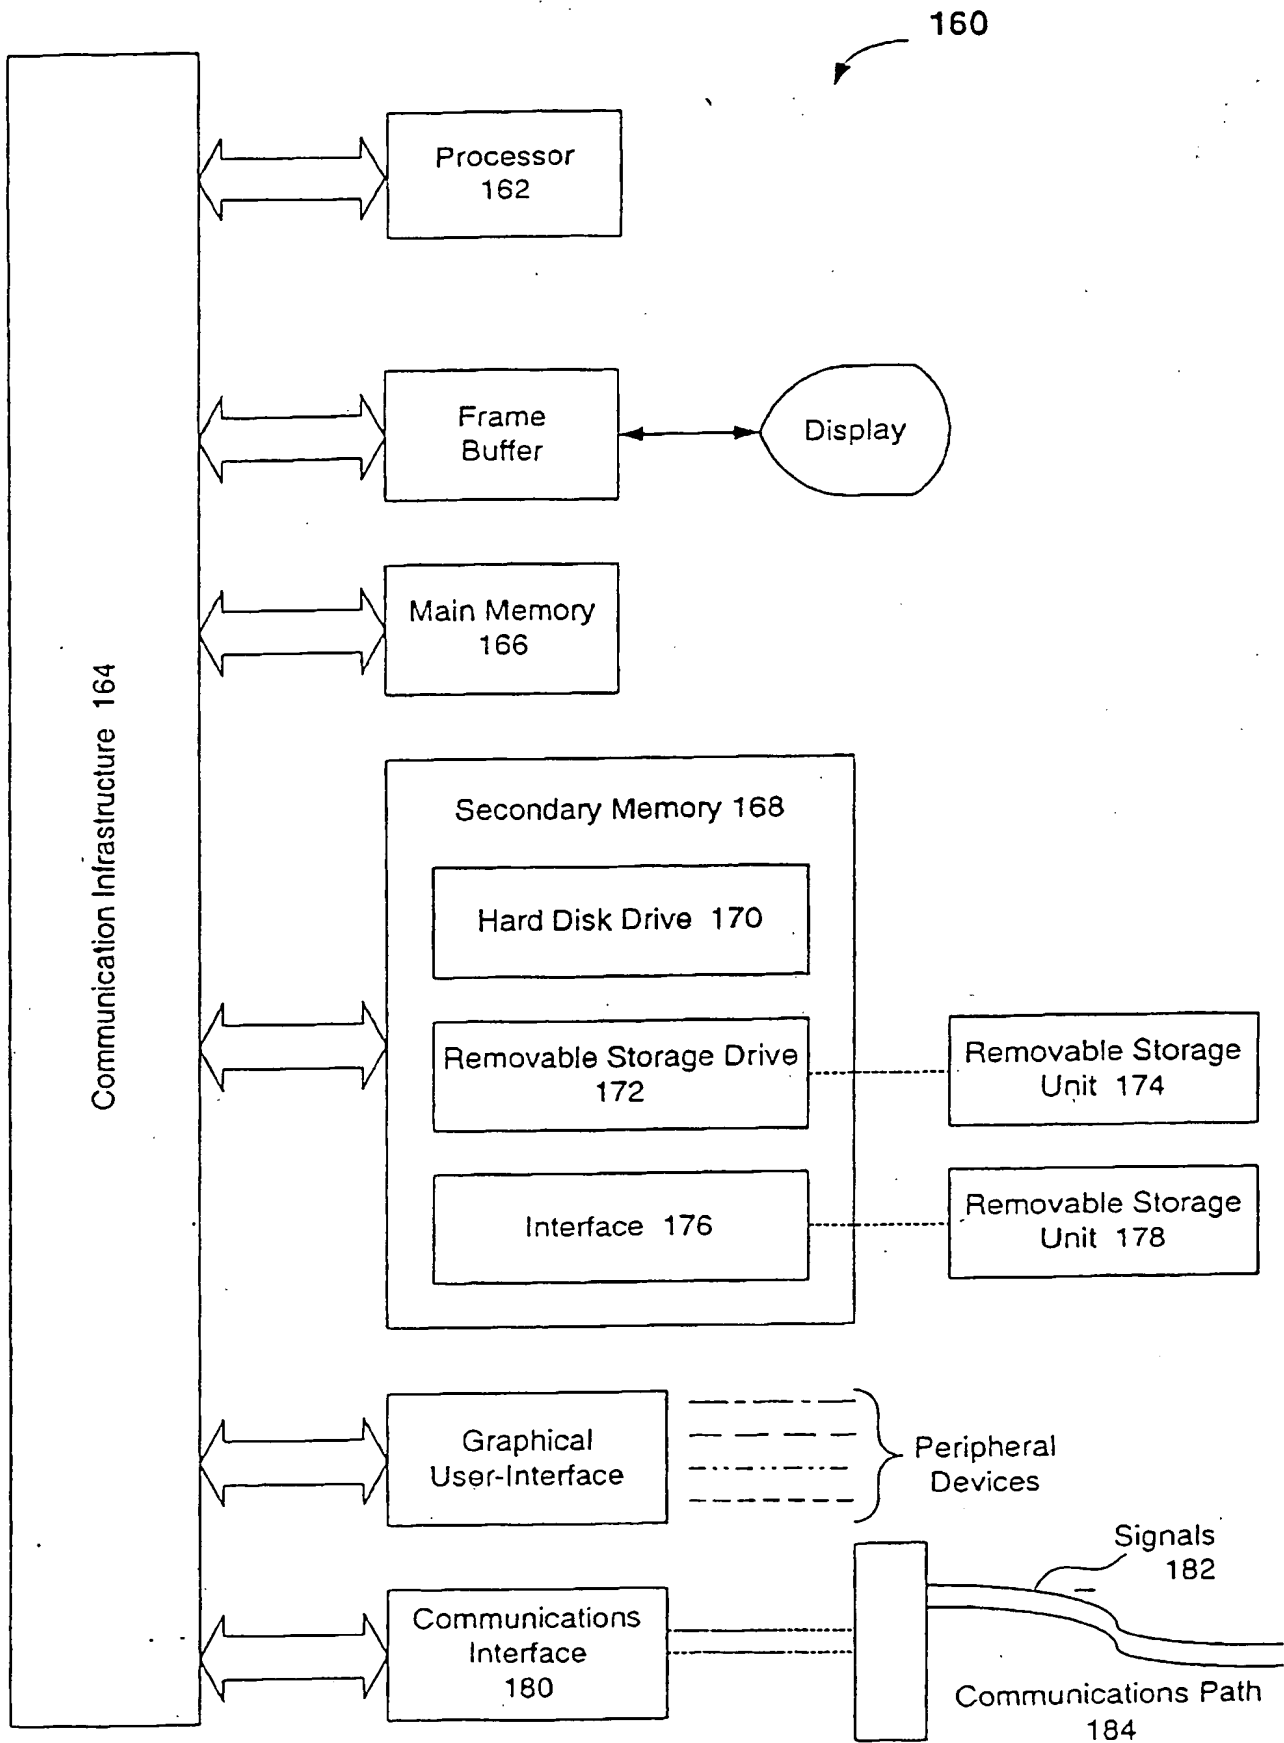 160
Processor
162
Frame
Buffer
Display
Main Memory
166
Communication Infrastructure 164
Secondary Memory 168
Hard Disk Drive 170
Removable Storage Drive
172
Removable Storage
Unit 174
Interface 176
Removable Storage
Unit 178
Graphical
User-Interface
Peripheral
Devices
Signals
182
Communications
Interface
180
Communications Path
184